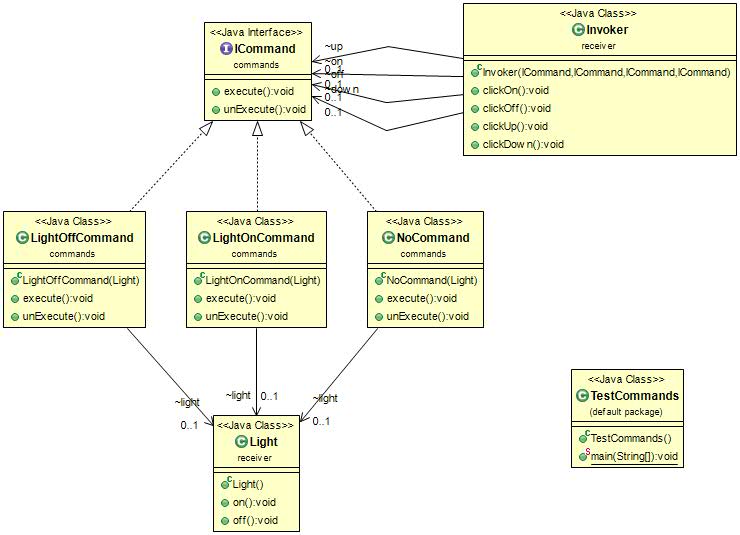 <<Java Interface>>
ICommand
commands
execute():void
unExecute():void
~up
~on
0..1
~off
0..1
~down
0..1
0..1
<<Java Class>>
Invoker
receiver
Invoker(ICommand,ICommand,ICommand,ICommand)
clickOn():void
clickOff():void
clickUp():void
clickDown():void
<<Java Class>>
LightOffCommand
commands
LightOffCommand(Light)
execute():void
unExecute():void
<<Java Class>>
LightOnCommand
commands
LightOnCommand(Light)
execute():void
unExecute():void
<<Java Class>>
NoCommand
commands
NoCommand(Light)
execute():void
unExecute():void
~light
0..1
~light
0..1
~light
0..1
<<Java Class>>
Light
receiver
Light()
on():void
off():void
<<Java Class>>
TestCommands
(default package)
TestCommands()
main(String[]):void